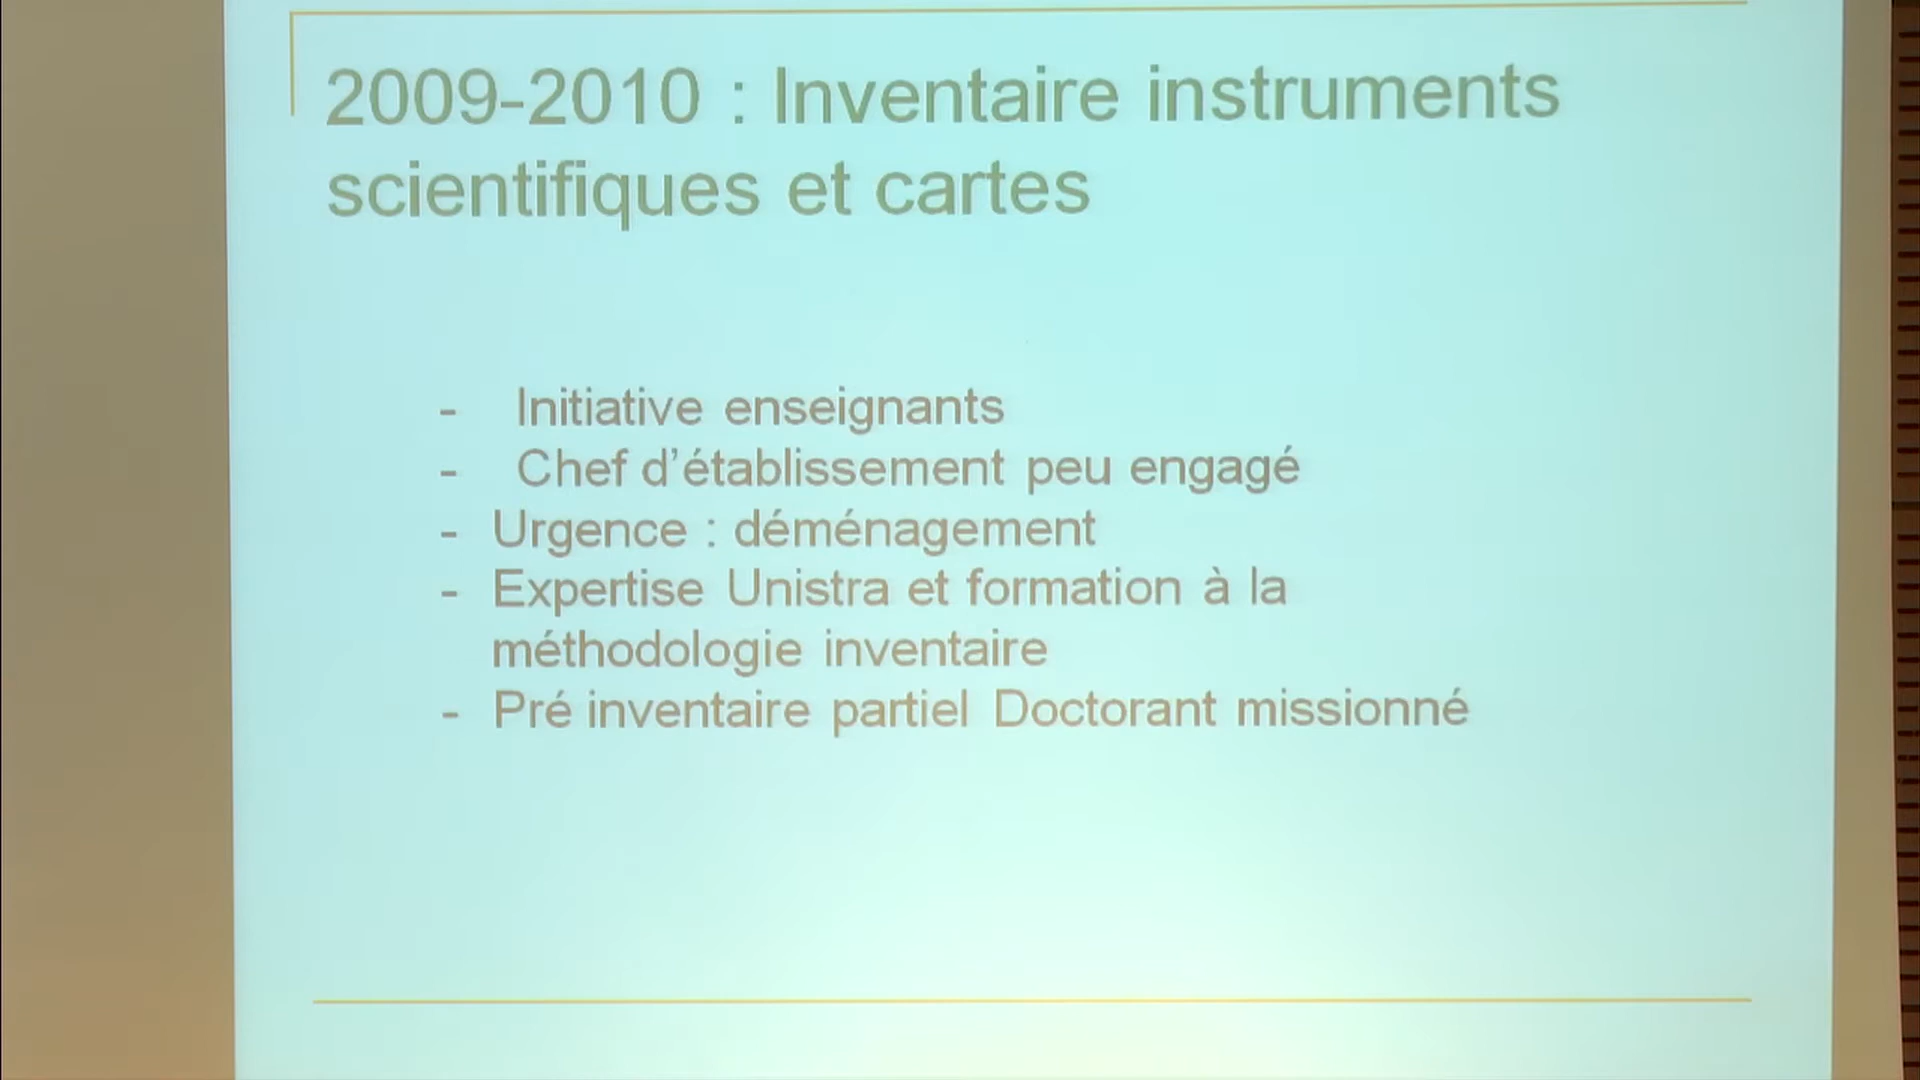 2009-2010 : Inventaire instruments
scientifiques et cartes
- Initiative enseignants
- Chef d'établissement peu engagé
- Urgence : déménagement
- Expertise Unistra et formation à la
méthodologie inventaire
- Pré inventaire partiel Doctorant missionné